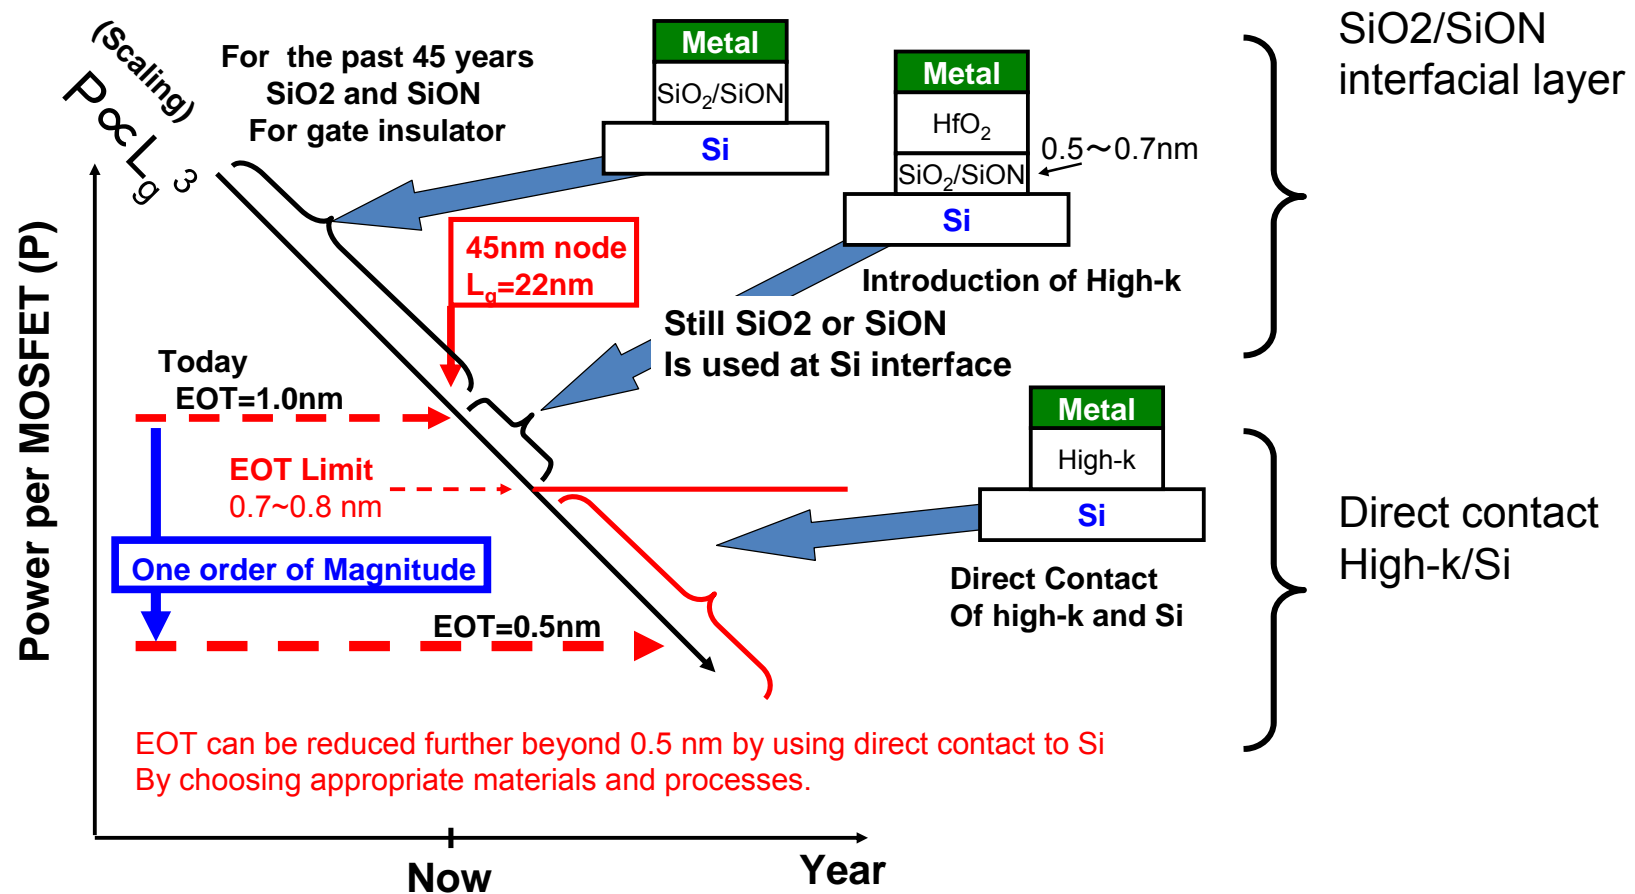 (Scaling)
P∝Lg³
For the past 45 years
SiO2 and SiON
For gate insulator
Metal
SiO₂/SiON
Si
Metal
HfO₂
SiO₂/SiON
Si
0.5~0.7nm
SiO2/SiON
interfacial layer
45nm node
Lg=22nm
Introduction of High-k
Still SiO2 or SiON
Is used at Si interface
Today
EOT=1.0nm
EOT Limit
0.7~0.8 nm
Metal
High-k
Si
Direct contact
High-k/Si
One order of Magnitude
Direct Contact
Of high-k and Si
EOT=0.5nm
EOT can be reduced further beyond 0.5 nm by using direct contact to Si
By choosing appropriate materials and processes.
Power per MOSFET (P)
Now
Year